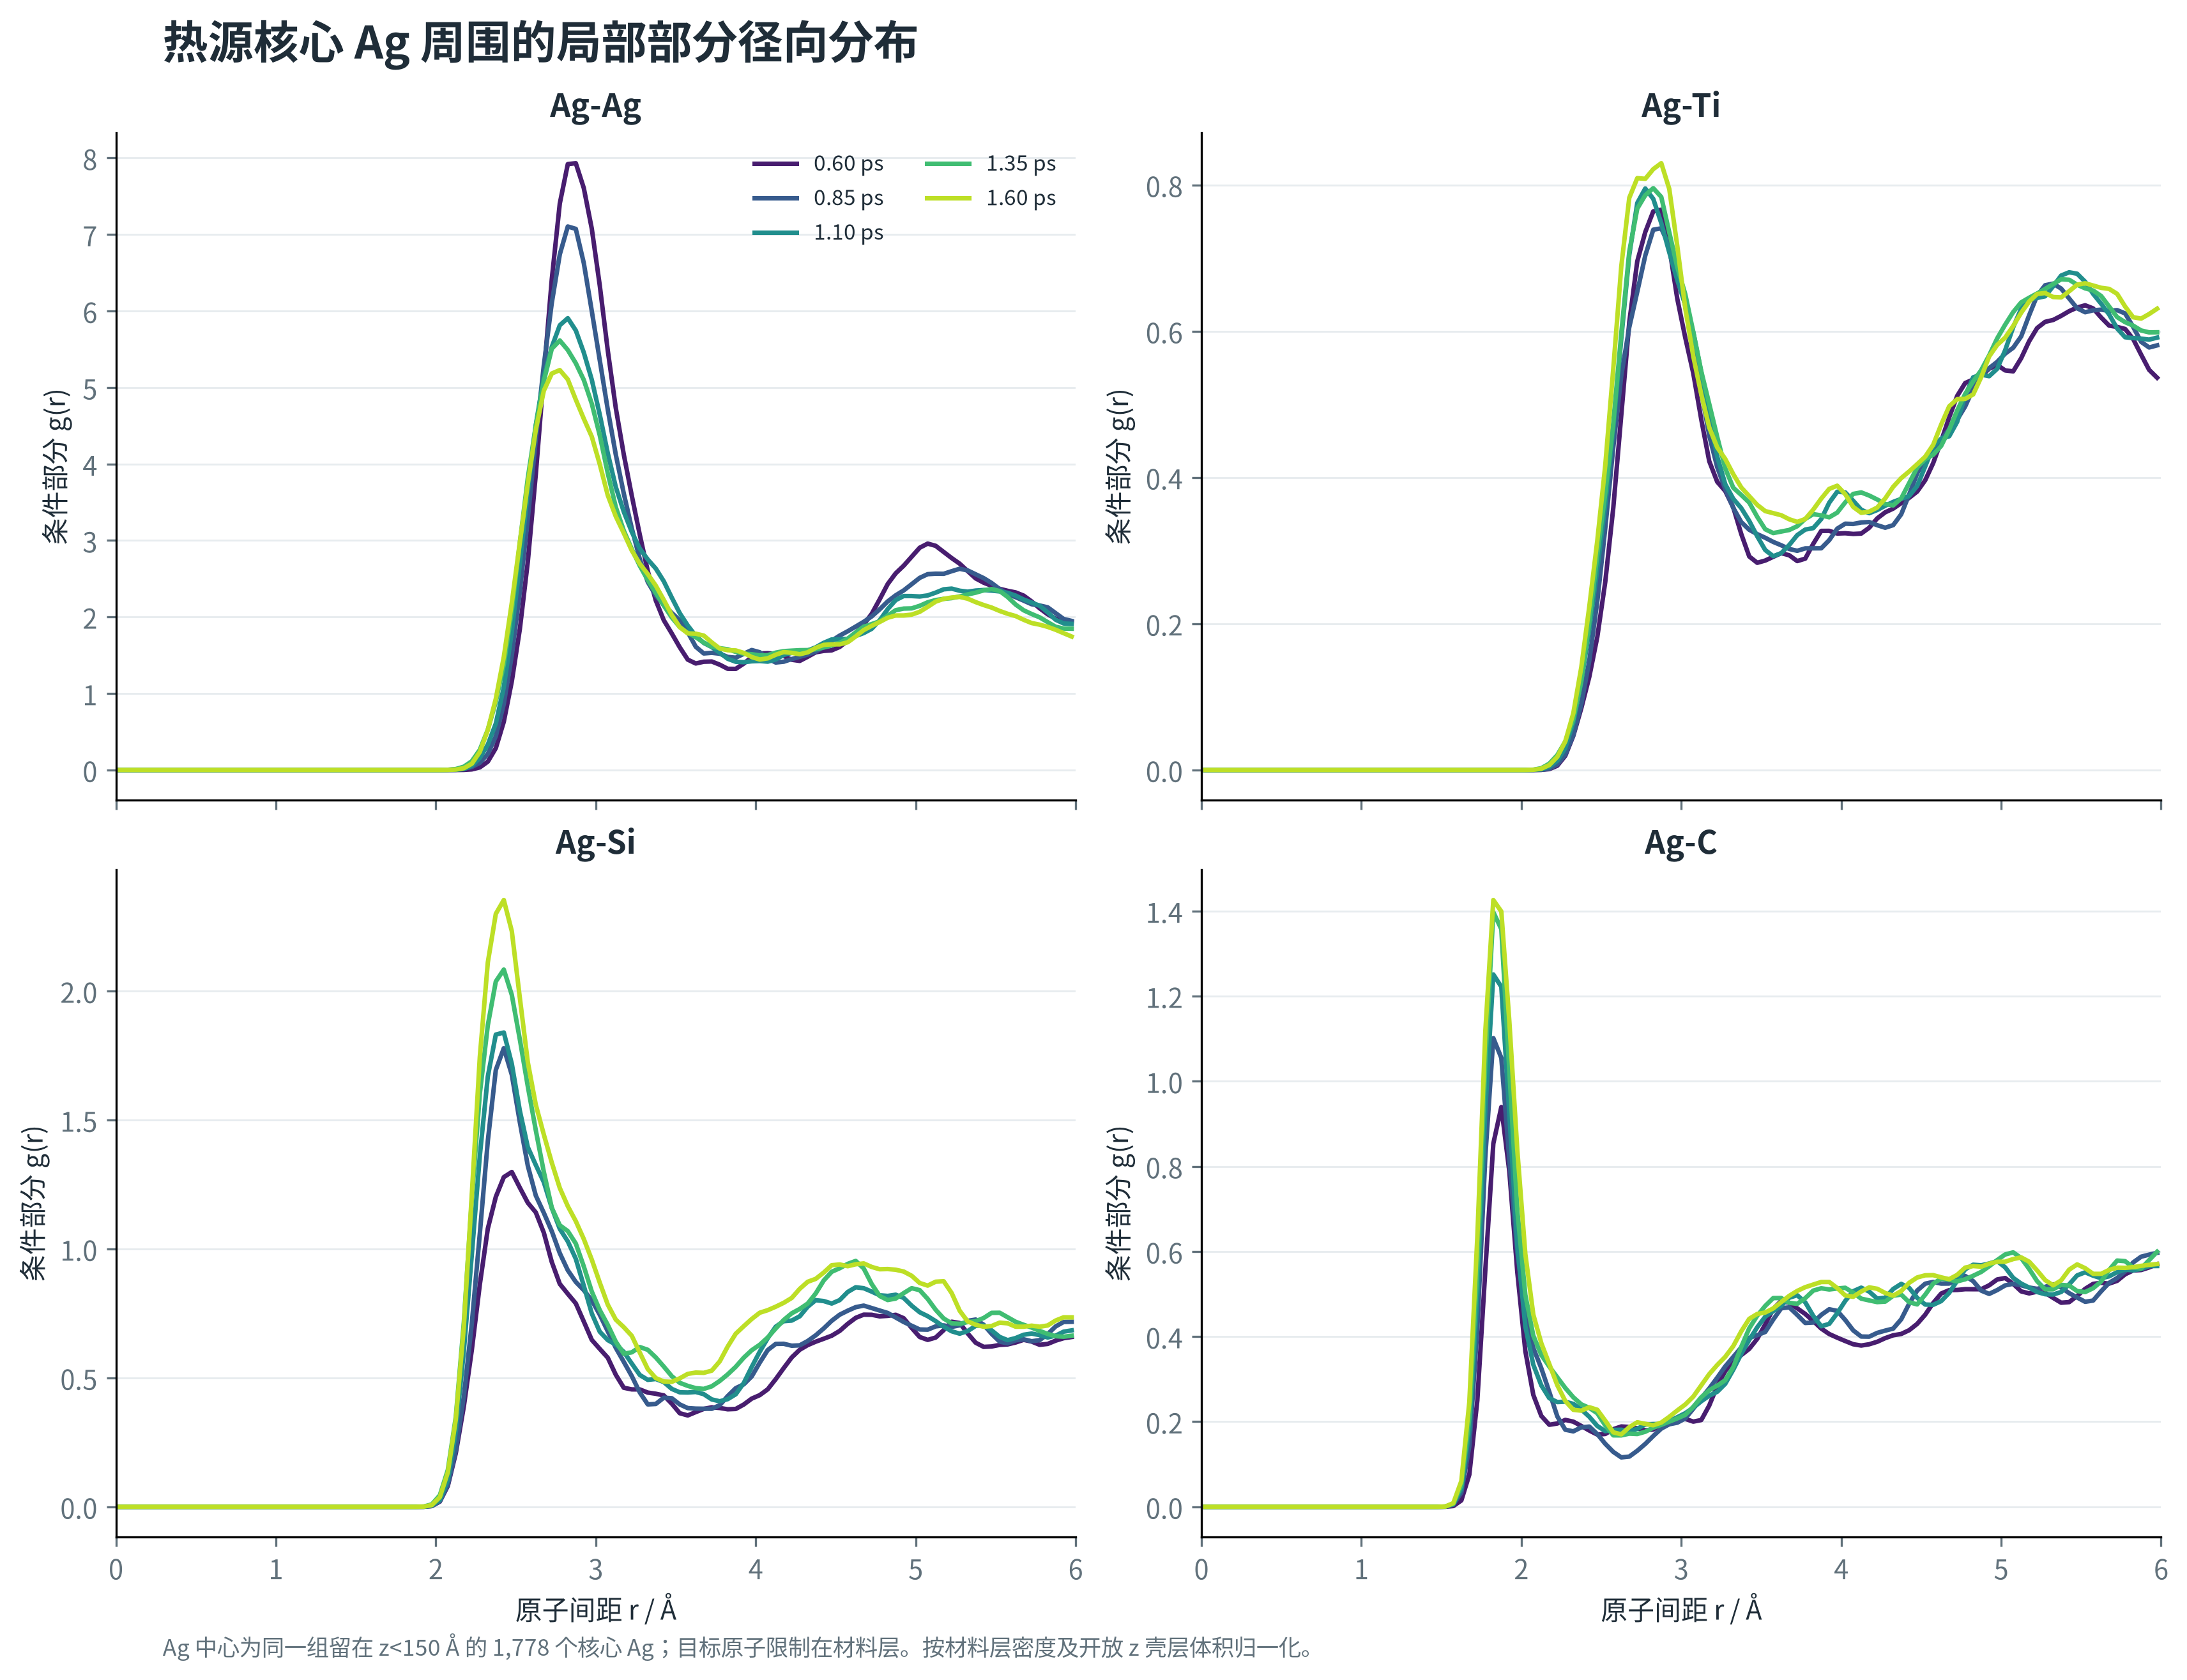 热源核心 Ag 周围的局部部分径向分布
Ag-Ag
8
7
6
5
4
3
2
1
0
条件部分 g(r)
0.60 ps
0.85 ps
1.10 ps
1.35 ps
1.60 ps
Ag-Ti
0.8
0.6
0.4
0.2
0.0
条件部分 g(r)
Ag-Si
2.0
1.5
1.0
0.5
0.0
条件部分 g(r)
0 1 2 3 4 5 6
原子间距 r / Å
Ag-C
1.4
1.2
1.0
0.8
0.6
0.4
0.2
0.0
条件部分 g(r)
0 1 2 3 4 5 6
原子间距 r / Å
Ag 中心为同一组留在 z<150 Å 的 1,778 个核心 Ag；目标原子限制在材料层。按材料层密度及开放 z 壳层体积归一化。